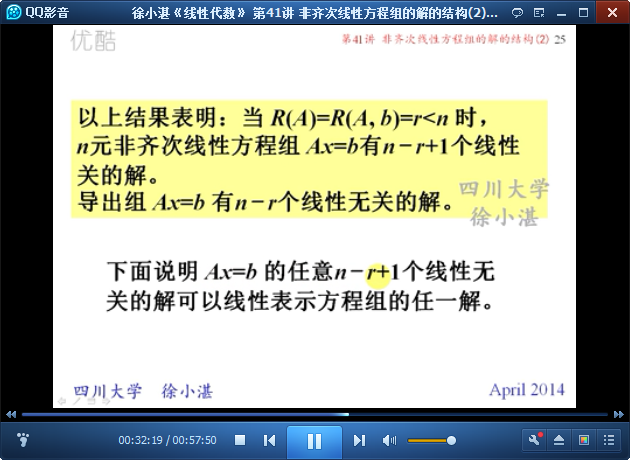 QQ影音 徐小湛《线性代数》 第41讲 非齐次线性方程组的解的结构(2)...
优酷
第41讲 非齐次线性方程组的解的结构(2) 25
以上结果表明：当 R(A)=R(A, b)=r<n 时，
n元非齐次线性方程组 Ax=b有n－r+1个线性
关的解。
导出组 Ax=b 有n－r个线性无关的解。
四川大学
徐小湛
下面说明 Ax=b 的任意n－r+1个线性无
关的解可以线性表示方程组的任一解。
四川大学 徐小湛
April 2014
00:32:19 / 00:57:50